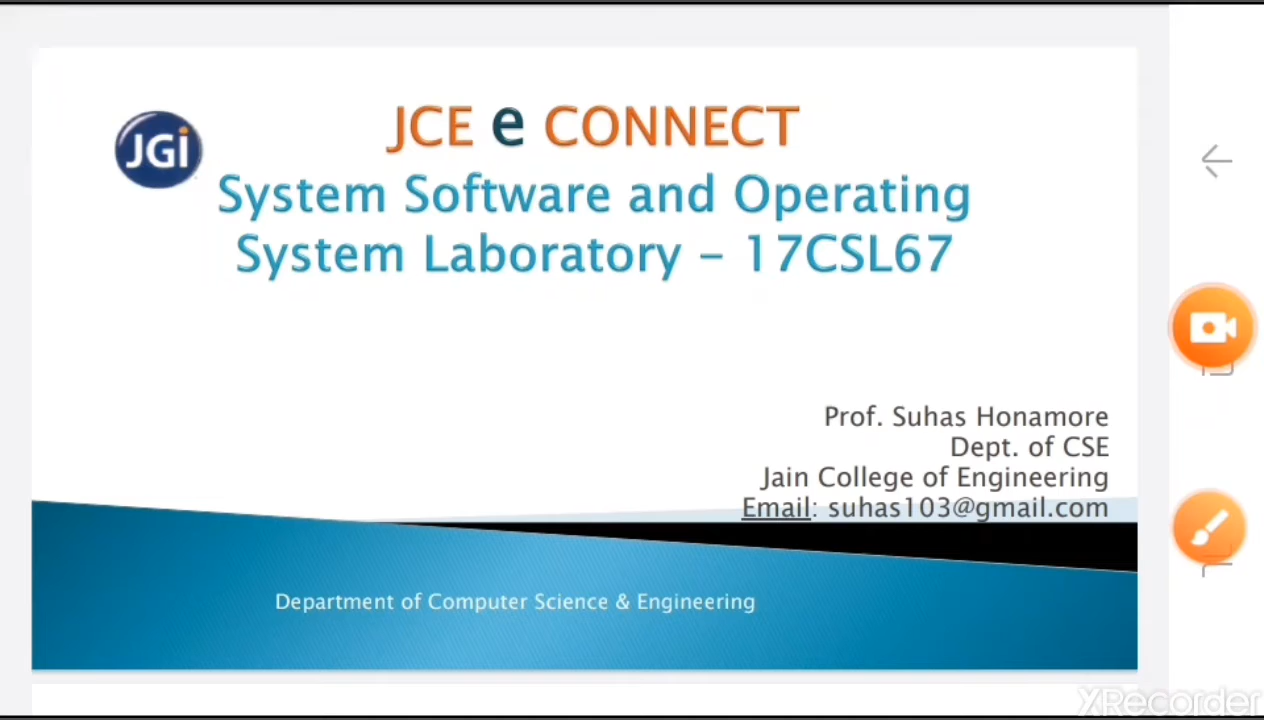 JGi
JCE e CONNECT
System Software and Operating
System Laboratory – 17CSL67
Prof. Suhas Honamore
Dept. of CSE
Jain College of Engineering
Email: suhas103@gmail.com
Department of Computer Science & Engineering
XRecorder